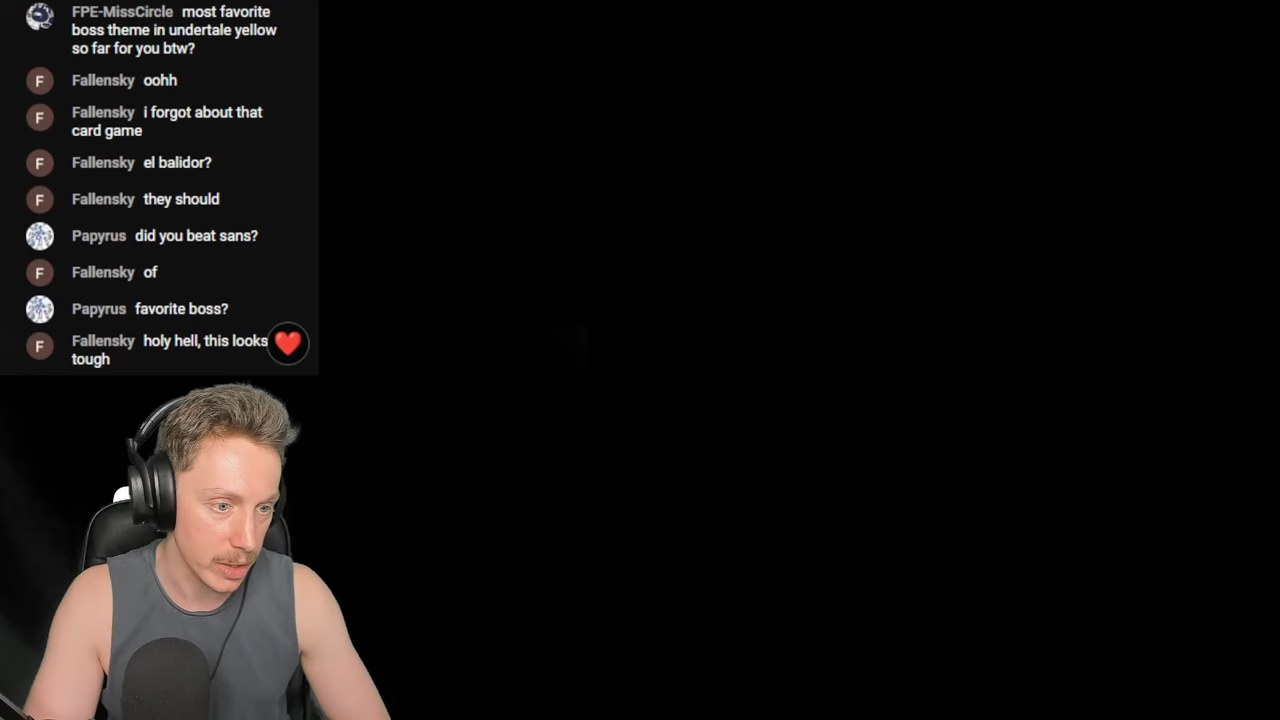 FPE-MissCircle most favorite
boss theme in undertale yellow
so far for you btw?
F Fallensky oohh
F Fallensky i forgot about that
card game
F Fallensky el balidor?
F Fallensky they should
Papyrus did you beat sans?
F Fallensky of
Papyrus favorite boss?
F Fallensky holy hell, this looks
tough